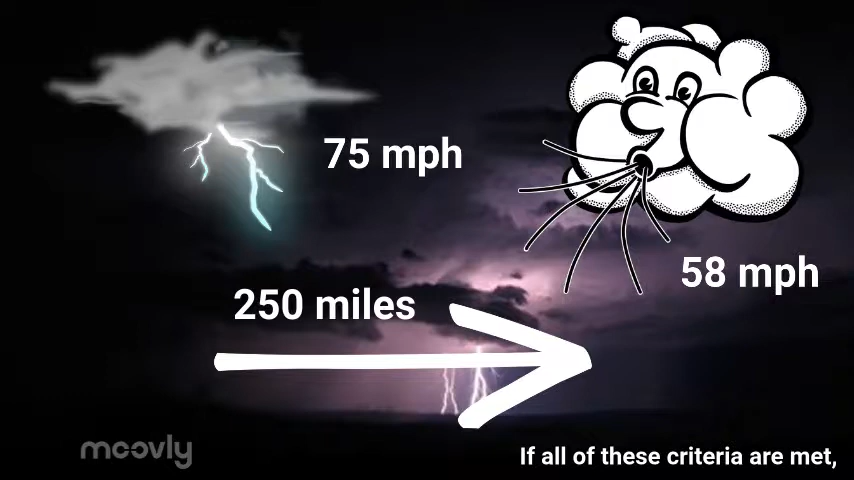 75 mph
58 mph
250 miles
moovly
If all of these criteria are met,